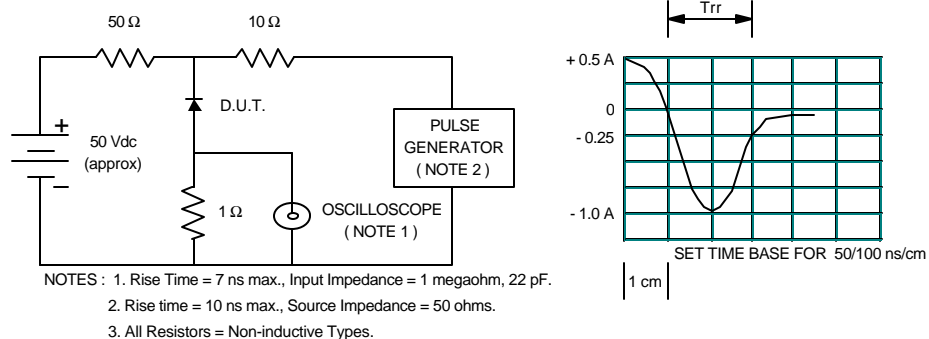 50 Ω
10 Ω
D.U.T.
+
50 Vdc
(approx)
−
1 Ω
OSCILLOSCOPE
( NOTE 1 )
PULSE
GENERATOR
( NOTE 2 )
Trr
+ 0.5 A
0
- 0.25
- 1.0 A
SET TIME BASE FOR 50/100 ns/cm
1 cm
NOTES : 1. Rise Time = 7 ns max., Input Impedance = 1 megaohm, 22 pF.
2. Rise time = 10 ns max., Source Impedance = 50 ohms.
3. All Resistors = Non-inductive Types.